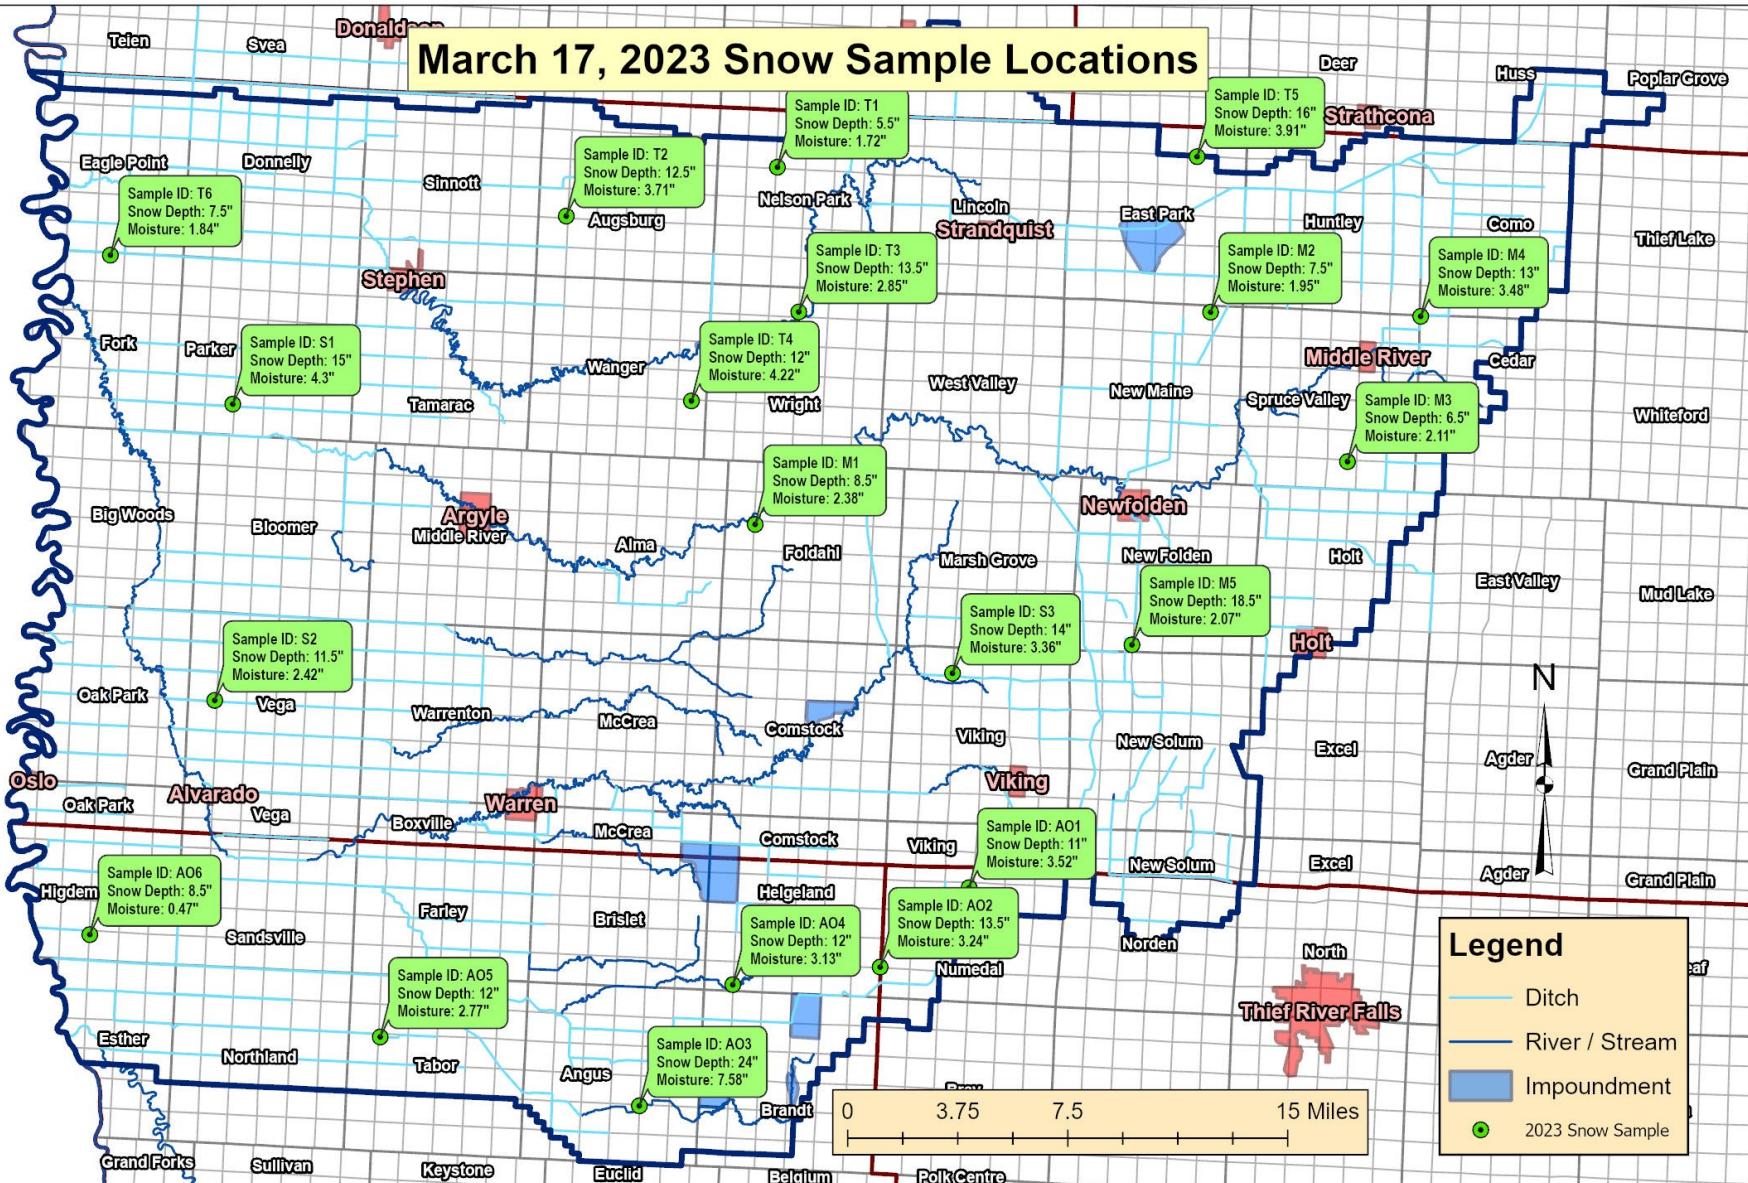 Teien
Svea
March 17, 2023 Snow Sample Locations
Deer
Huss
Poplar Grove
Strathcona
Sample ID: T5
Snow Depth: 16"
Moisture: 3.91"
Sample ID: T1
Snow Depth: 5.5"
Moisture: 1.72"
Sample ID: T2
Snow Depth: 12.5"
Moisture: 3.71"
Eagle Point
Donnelly
Sinnott
Sample ID: T6
Snow Depth: 7.5"
Moisture: 1.84"
Augsburg
Nelson Park
Lincoln
Strandquist
East Park
Huntley
Como
Thief Lake
Sample ID: T3
Snow Depth: 13.5"
Moisture: 2.85"
Sample ID: M2
Snow Depth: 7.5"
Moisture: 1.95"
Sample ID: M4
Snow Depth: 13"
Moisture: 3.48"
Stephen
Fork
Parker
Sample ID: S1
Snow Depth: 15"
Moisture: 4.3"
Sample ID: T4
Snow Depth: 12"
Moisture: 4.22"
Wanger
Tamarac
Wright
West Valley
New Maine
Middle River
Cedar
Spruce Valley
Sample ID: M3
Snow Depth: 6.5"
Moisture: 2.11"
Whiteford
Sample ID: M1
Snow Depth: 8.5"
Moisture: 2.38"
Big Woods
Bloomer
Argyle
Middle River
Alma
Foldahl
Marsh Grove
Newfolden
New Folden
Holt
East Valley
Mud Lake
Sample ID: M5
Snow Depth: 18.5"
Moisture: 2.07"
Sample ID: S3
Snow Depth: 14"
Moisture: 3.36"
Holt
Sample ID: S2
Snow Depth: 11.5"
Moisture: 2.42"
Oak Park
Vega
Warrenton
McCrea
Comstock
Viking
New Solum
Excel
Agder
Grand Plain
N
Oslo
Alvarado
Warren
Viking
Oak Park
Vega
Boxville
McCrea
Comstock
Viking
New Solum
Excel
Agder
Grand Plain
Sample ID: AO1
Snow Depth: 11"
Moisture: 3.52"
Sample ID: AO6
Snow Depth: 8.5"
Moisture: 0.47"
Higdem
Sandsville
Farley
Brislet
Helgeland
Sample ID: AO4
Snow Depth: 12"
Moisture: 3.13"
Sample ID: AO2
Snow Depth: 13.5"
Moisture: 3.24"
Numedal
Norden
North
Thief River Falls
Sample ID: AO5
Snow Depth: 12"
Moisture: 2.77"
Sample ID: AO3
Snow Depth: 24"
Moisture: 7.58"
Esther
Northland
Tabor
Angus
Brandt
Grand Forks
Sullivan
Keystone
Euclid
Belgium
Polk Centre
0 3.75 7.5 15 Miles
Legend
Ditch
River / Stream
Impoundment
2023 Snow Sample